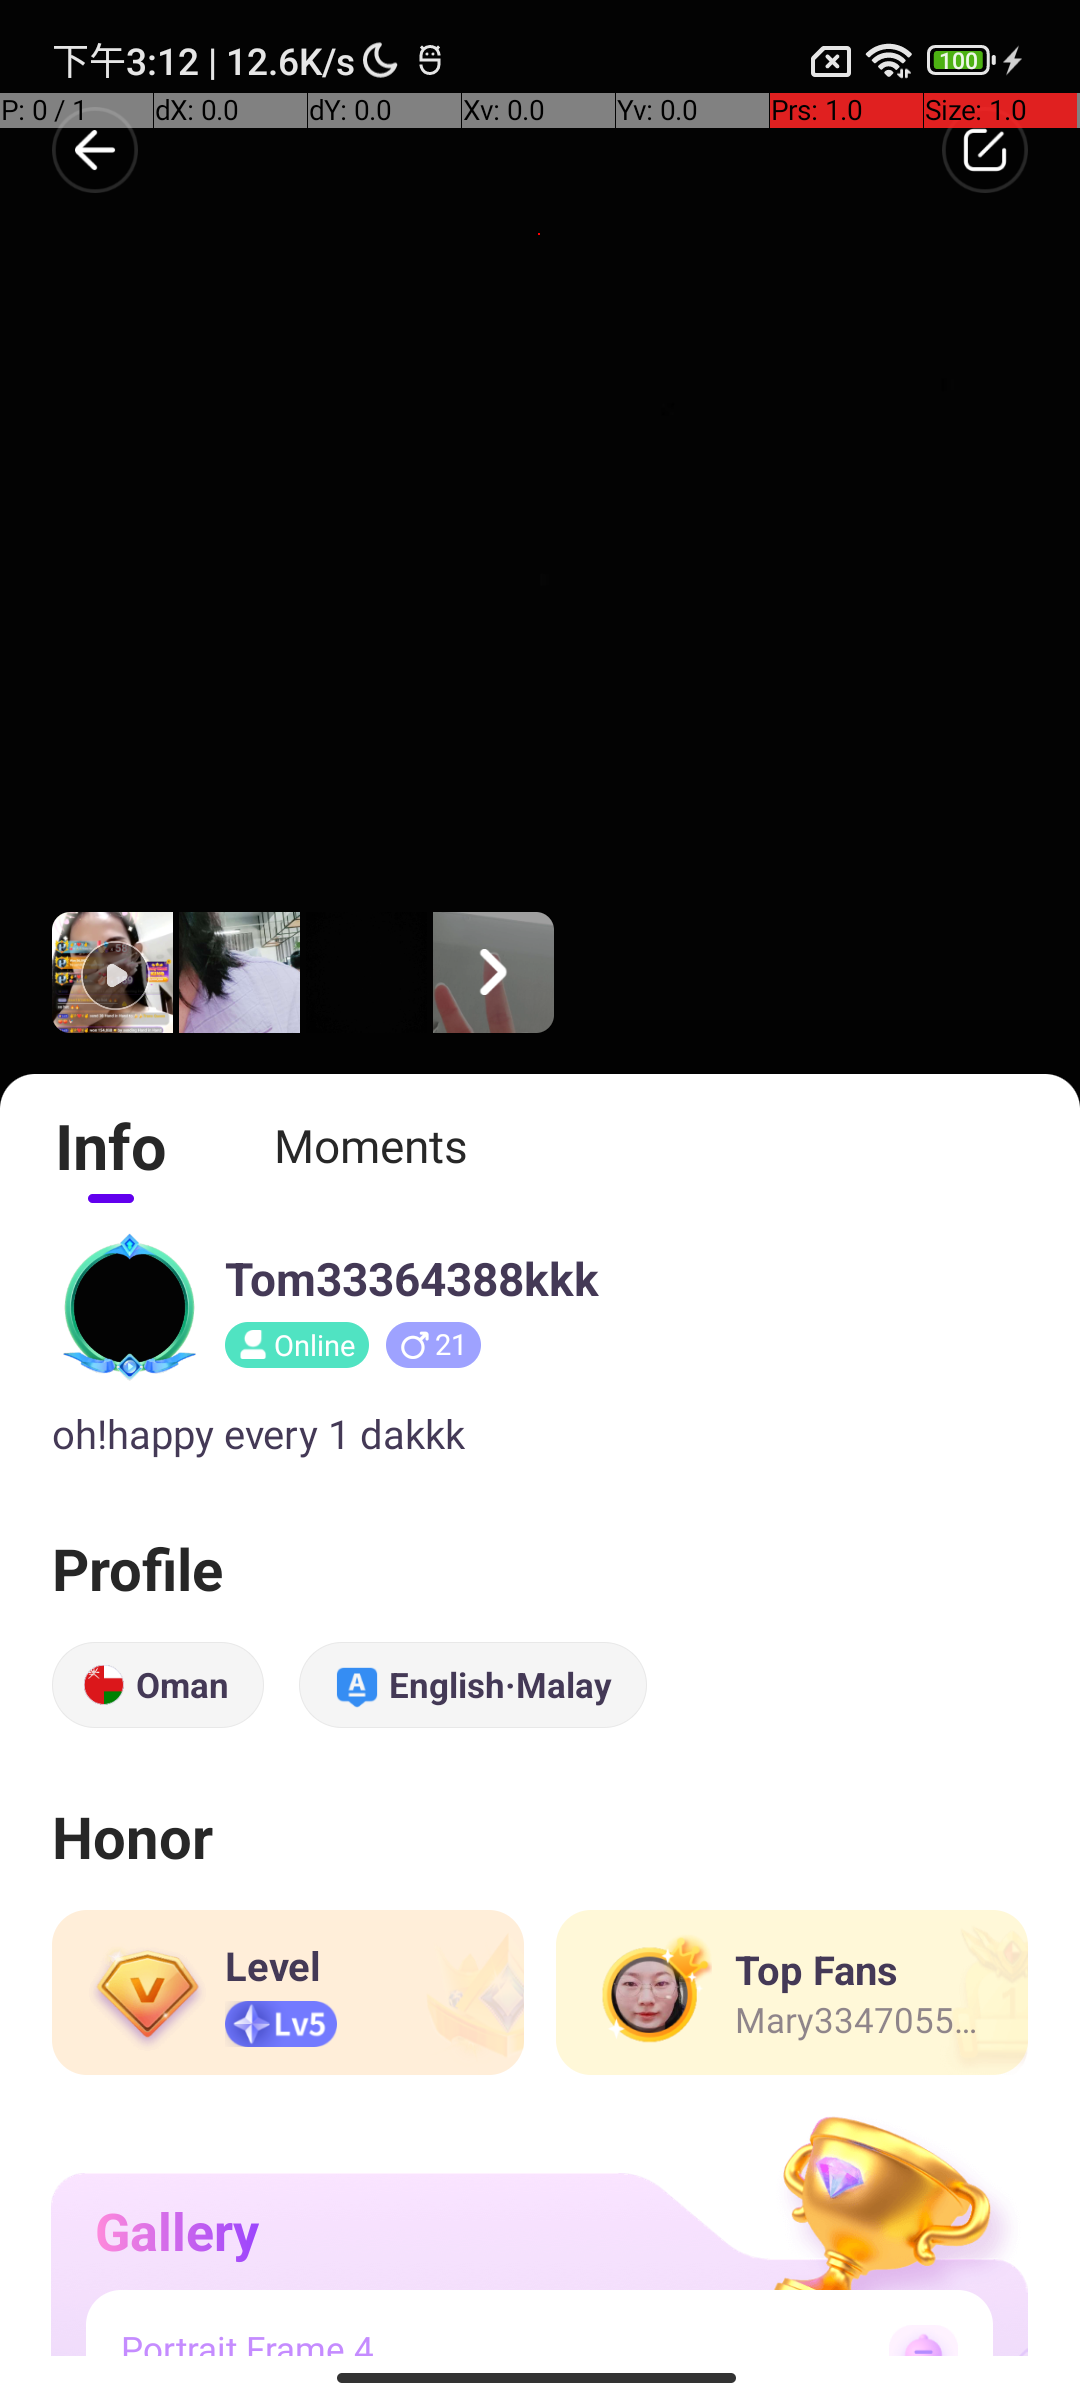 下午3:12 | 12.6K/s
100
P: 0 / 1 dX: 0.0 dY: 0.0 Xv: 0.0 Yv: 0.0 Prs: 1.0 Size: 1.0
Info Moments
Tom33364388kkk
Online 21
oh!happy every 1 dakkk
Profile
Oman English·Malay
Honor
Level
Lv5
Top Fans
Mary3347055...
Gallery
Portrait Frame 4